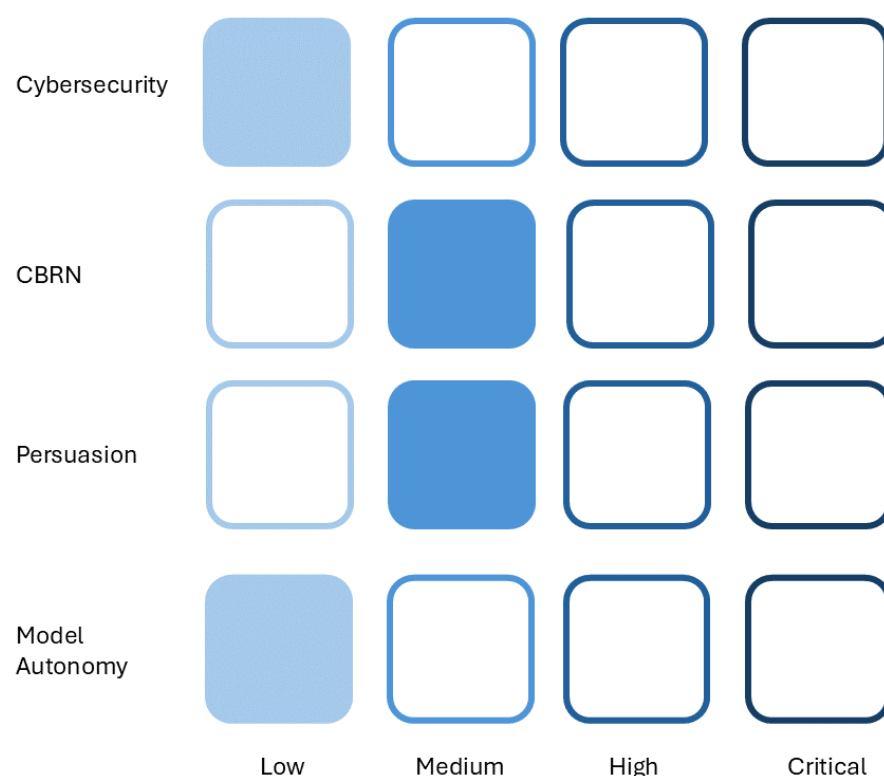 Cybersecurity
CBRN
Persuasion
Model
Autonomy
Low Medium High Critical